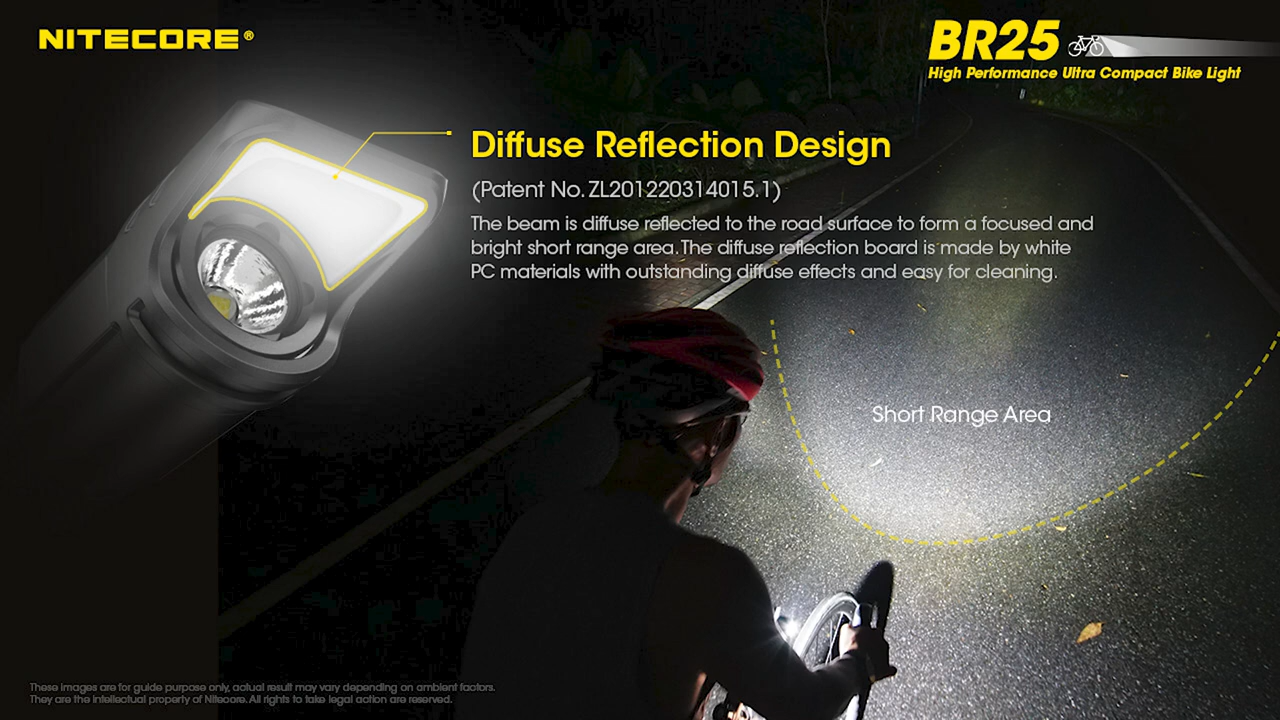 NITECORE®
BR25
High Performance Ultra Compact Bike Light
Diffuse Reflection Design
(Patent No. ZL201220314015.1)
The beam is diffuse reflected to the road surface to form a focused and
bright short range area. The diffuse reflection board is made by white
PC materials with outstanding diffuse effects and easy for cleaning.
Short Range Area
These images are for guide purpose only, actual result may vary depending on ambient factors.
They are the intellectual property of Nitecore. All rights to take legal action are reserved.